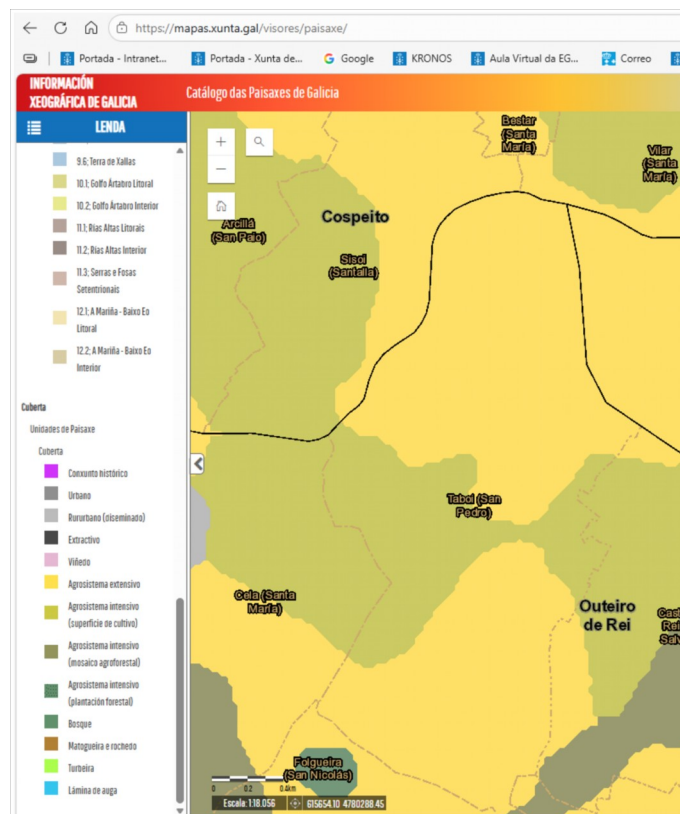 https://mapas.xunta.gal/visores/paisaxe/
Portada - Intranet...
Portada - Xunta de...
Google
KRONOS
Aula Virtual da EG...
Correo
INFORMACIÓN
XEOGRÁFICA DE GALICIA
Catálogo das Paisaxes de Galicia
LENDA
9.6; Terra de Xallas
10.1; Golfo Ártabro Litoral
10.2; Golfo Ártabro Interior
11.1; Rías Altas Litorais
11.2; Rías Altas Interior
11.3; Serras e Fosas
Setentrionais
12.1; A Mariña - Baixo Eo
Litoral
12.2; A Mariña - Baixo Eo
Interior
Cuberta
Unidades de Paisaxe
Cuberta
Conxunto histórico
Urbano
Rururbano (diseminado)
Extractivo
Viñedo
Agrosistema extensivo
Agrosistema intensivo
(superficie de cultivo)
Agrosistema intensivo
(mosaico agroforestal)
Agrosistema intensivo
(plantación forestal)
Bosque
Matogueira e rochedo
Turbeira
Lámina de auga
Bestar
(Santa
María)
Vilar
(Santa
María)
Cospeito
Arcillá
(San Paio)
Sisoi
(Santalla)
Taboi (San
Pedro)
Cela (Santa
María)
Outeiro
de Rei
Cast
Rei
Salv
Folgueira
(San Nicolás)
0 0.2 0.4km
Escala: 1:18.056
615654.10 4780288.45